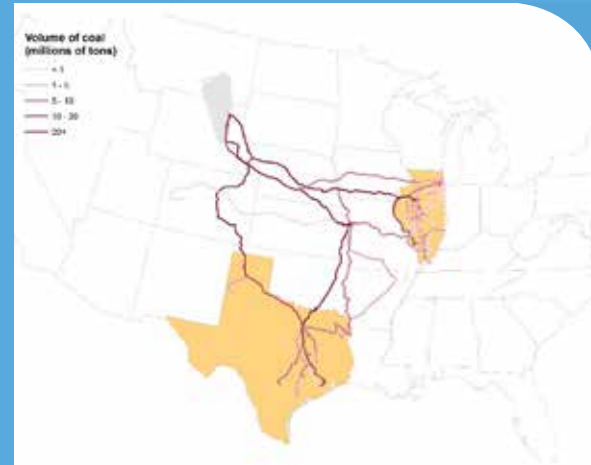 Volume of coal
(millions of tons)
< 1
1 - 5
5 - 10
10 - 20
20+